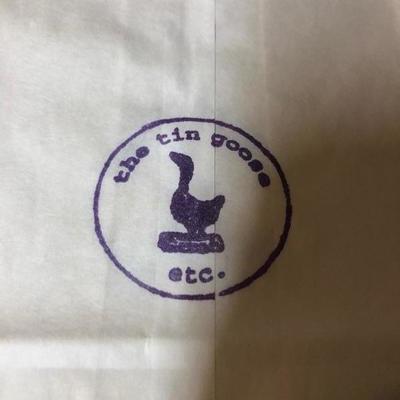 the tin goose
etc.